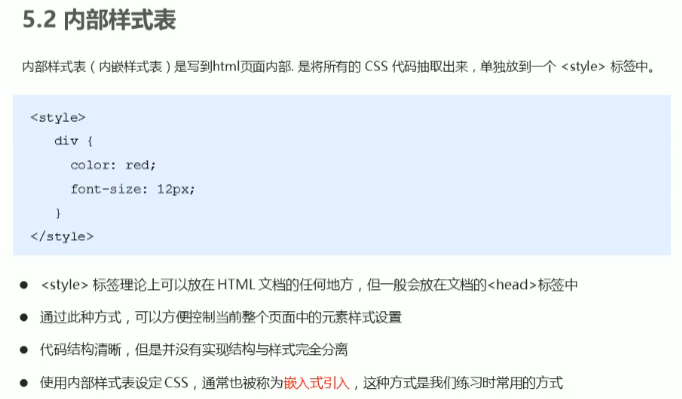 5.2 内部样式表
内部样式表（内嵌样式表）是写到html页面内部. 是将所有的 CSS 代码抽取出来，单独放到一个 <style> 标签中。
<style>
div {
color: red;
font-size: 12px;
}
</style>
● <style> 标签理论上可以放在 HTML 文档的任何地方，但一般会放在文档的<head>标签中
● 通过此种方式，可以方便控制当前整个页面中的元素样式设置
● 代码结构清晰，但是并没有实现结构与样式完全分离
● 使用内部样式表设定 CSS，通常也被称为嵌入式引入，这种方式是我们练习时常用的方式